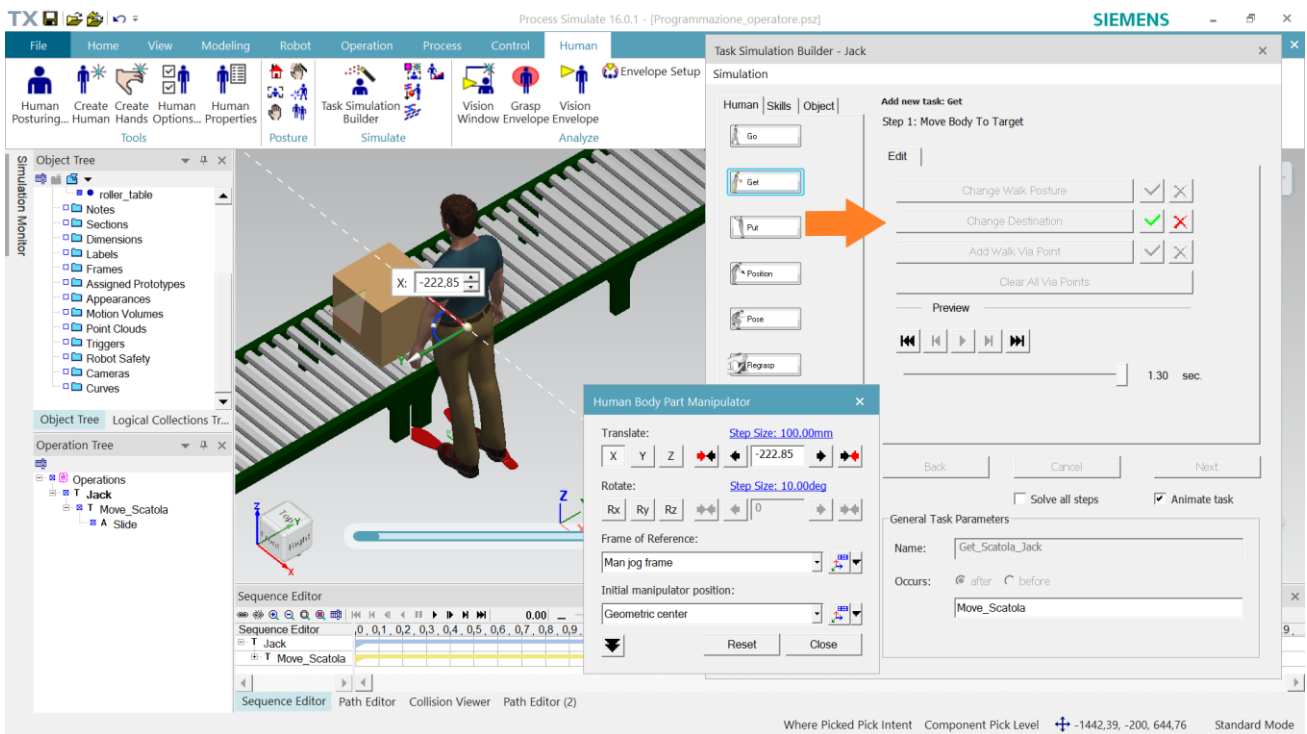 TX
Process Simulate 16.0.1 - [Programmazione_operatore.psz]
SIEMENS
File Home View Modeling Robot Operation Process Control Human
Human Posturing...
Create Human
Create Hands
Human Options...
Human Properties
Task Simulation Builder
Vision Window
Grasp Envelope
Vision Envelope
Envelope Setup
Tools Posture Simulate Analyze
Simulation Monitor
Object Tree
roller_table
Notes
Sections
Dimensions
Labels
Frames
Assigned Prototypes
Appearances
Motion Volumes
Point Clouds
Triggers
Robot Safety
Cameras
Curves
Object Tree Logical Collections Tr...
Operation Tree
Operations
Jack
Move_Scatola
Slide
X: -222,85
Y
Z
Top
Y
Right
X
Z
Sequence Editor
0.00
Sequence Editor ,0 , 0,1 , 0,2 , 0,3 , 0,4 , 0,5 , 0,6 , 0,7 , 0,8 , 0,9 ,
9,
Jack
Move_Scatola
Sequence Editor Path Editor Collision Viewer Path Editor (2)
Human Body Part Manipulator
Translate: Step Size: 100.00mm
X Y Z -222.85
Rotate: Step Size: 10.00deg
Rx Ry Rz 0
Frame of Reference:
Man jog frame
Initial manipulator position:
Geometric center
Reset Close
Task Simulation Builder - Jack
Simulation
Human Skills Object
Go
Get
Put
Position
Pose
Regrasp
Add new task: Get
Step 1: Move Body To Target
Edit
Change Walk Posture
Change Destination
Add Walk Via Point
Clear All Via Points
Preview
1.30 sec.
Back Cancel Next
Solve all steps Animate task
General Task Parameters
Name: Get_Scatola_Jack
Occurs: after before
Move_Scatola
Where Picked Pick Intent Component Pick Level -1442,39, -200, 644,76 Standard Mode